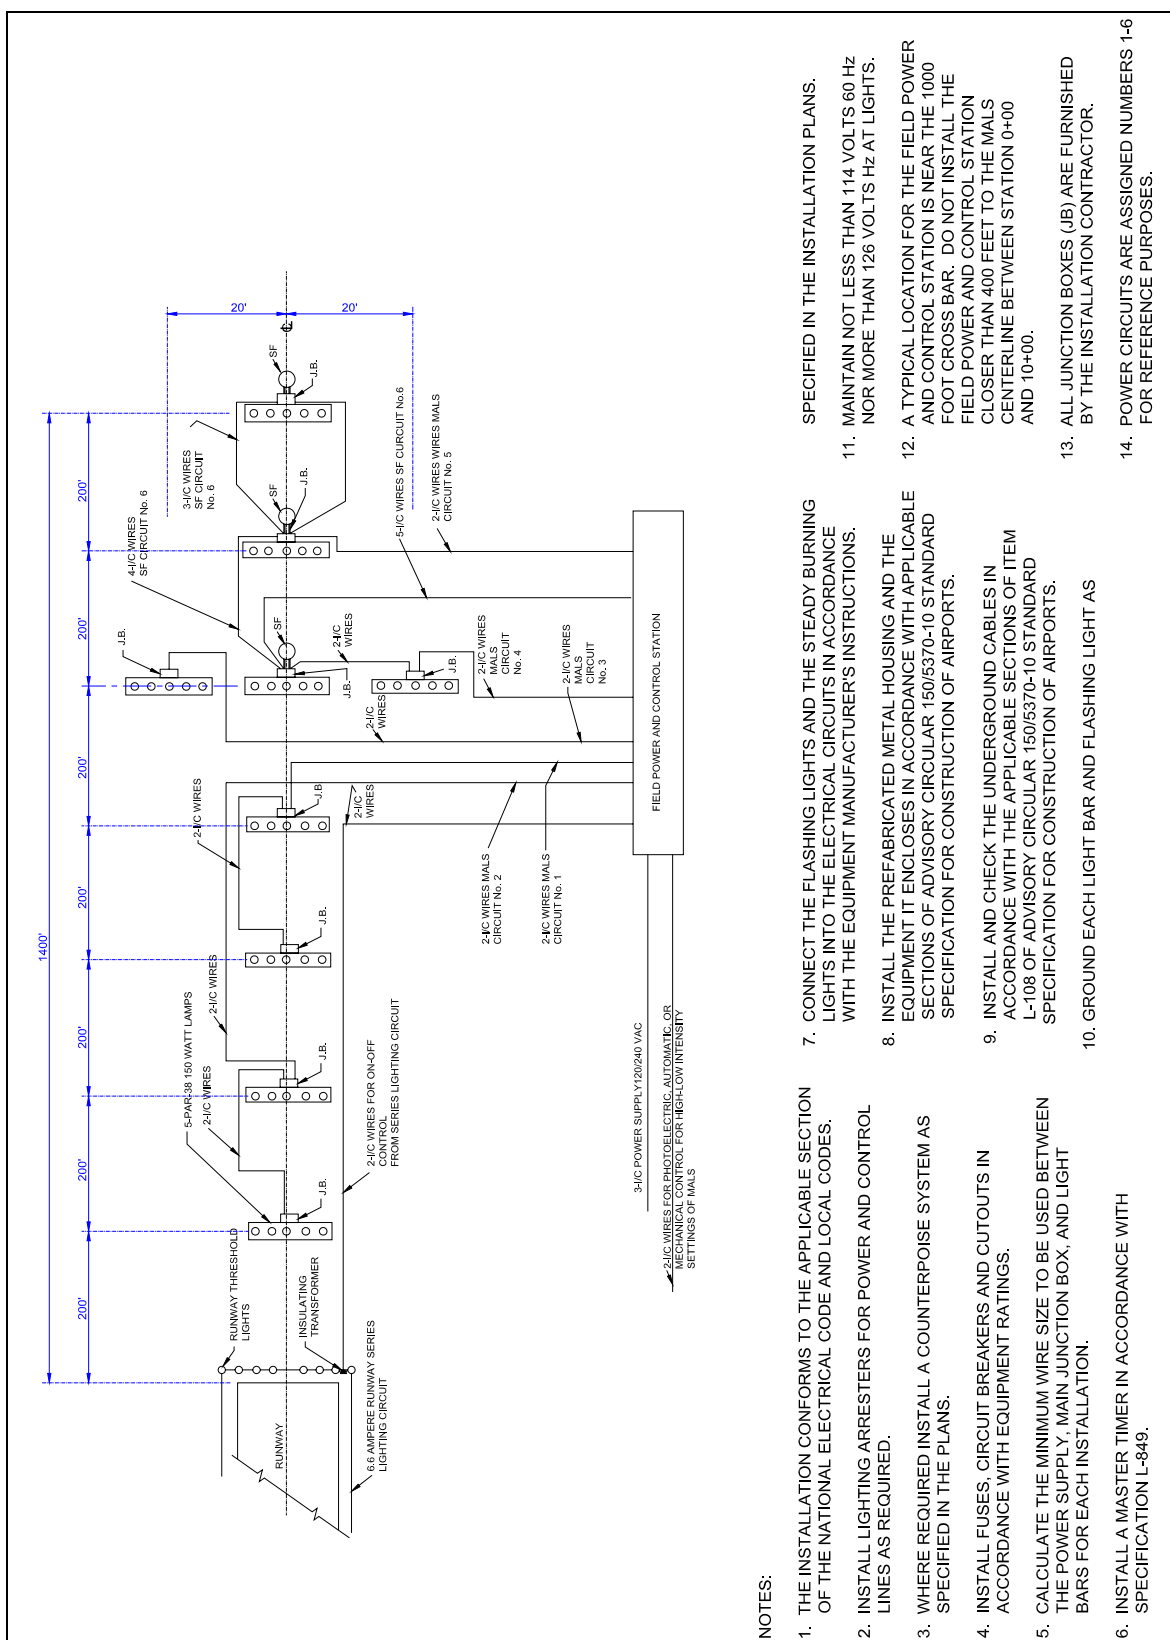 1400'
200'
200'
200'
200'
200'
200'
200'
20'
20'
RUNWAY THRESHOLD
LIGHTS
INSULATING
TRANSFORMER
RUNWAY
6.6 AMPERE RUNWAY SERIES
LIGHTING CIRCUIT
5-PAR-38 150 WATT LAMPS
2-I/C WIRES
J.B.
2-I/C WIRES FOR ON-OFF
CONTROL
FROM SERIES LIGHTING CIRCUIT
2-I/C WIRES
J.B.
J.B.
2-I/C WIRES
J.B
2-I/C
WIRES
2-I/C WIRES MALS
CIRCUIT No. 2
2-I/C WIRES MALS
CIRCUIT No. 1
J.B.
4-I/C WIRES
SF CIRCUIT No. 6
3-I/C WIRES
SF CIRCUIT
No. 6
SF
J.B.
2-I/C
WIRES
2-I/C
WIRES
J.B.
2-I/C WIRES
MALS
CIRCUIT
No. 4
2-I/C WIRES
MALS
CIRCUIT
No. 3
SF
J.B.
SF
J.B.
5-I/C WIRES SF CURCUIT No.6
2-I/C WIRES WIRES MALS
CIRCUIT No. 5
FIELD POWER AND CONTROL STATION
3-I/C POWER SUPPLY120/240 VAC
2-I/C WIRES FOR PHOTOELECTRIC, AUTOMATIC, OR
MECHANICAL CONTROL FOR HIGH-LOW INTENSITY
SETTINGS OF MALS
NOTES:
1. THE INSTALLATION CONFORMS TO THE APPLICABLE SECTION
OF THE NATIONAL ELECTRICAL CODE AND LOCAL CODES.
2. INSTALL LIGHTING ARRESTERS FOR POWER AND CONTROL
LINES AS REQUIRED.
3. WHERE REQUIRED INSTALL A COUNTERPOISE SYSTEM AS
SPECIFIED IN THE PLANS.
4. INSTALL FUSES, CIRCUIT BREAKERS AND CUTOUTS IN
ACCORDANCE WITH EQUIPMENT RATINGS.
5. CALCULATE THE MINIMUM WIRE SIZE TO BE USED BETWEEN
THE POWER SUPPLY, MAIN JUNCTION BOX, AND LIGHT
BARS FOR EACH INSTALLATION.
6. INSTALL A MASTER TIMER IN ACCORDANCE WITH
SPECIFICATION L-849.
7. CONNECT THE FLASHING LIGHTS AND THE STEADY BURNING
LIGHTS INTO THE ELECTRICAL CIRCUITS IN ACCORDANCE
WITH THE EQUIPMENT MANUFACTURER'S INSTRUCTIONS.
8. INSTALL THE PREFABRICATED METAL HOUSING AND THE
EQUIPMENT IT ENCLOSES IN ACCORDANCE WITH APPLICABLE
SECTIONS OF ADVISORY CIRCULAR 150/5370-10 STANDARD
SPECIFICATION FOR CONSTRUCTION OF AIRPORTS.
9. INSTALL AND CHECK THE UNDERGROUND CABLES IN
ACCORDANCE WITH THE APPLICABLE SECTIONS OF ITEM
L-108 OF ADVISORY CIRCULAR 150/5370-10 STANDARD
SPECIFICATION FOR CONSTRUCTION OF AIRPORTS.
10. GROUND EACH LIGHT BAR AND FLASHING LIGHT AS
SPECIFIED IN THE INSTALLATION PLANS.
11. MAINTAIN NOT LESS THAN 114 VOLTS 60 Hz
NOR MORE THAN 126 VOLTS Hz AT LIGHTS.
12. A TYPICAL LOCATION FOR THE FIELD POWER
AND CONTROL STATION IS NEAR THE 1000
FOOT CROSS BAR. DO NOT INSTALL THE
FIELD POWER AND CONTROL STATION
CLOSER THAN 400 FEET TO THE MALS
CENTERLINE BETWEEN STATION 0+00
AND 10+00.
13. ALL JUNCTION BOXES (JB) ARE FURNISHED
BY THE INSTALLATION CONTRACTOR.
14. POWER CIRCUITS ARE ASSIGNED NUMBERS 1-6
FOR REFERENCE PURPOSES.